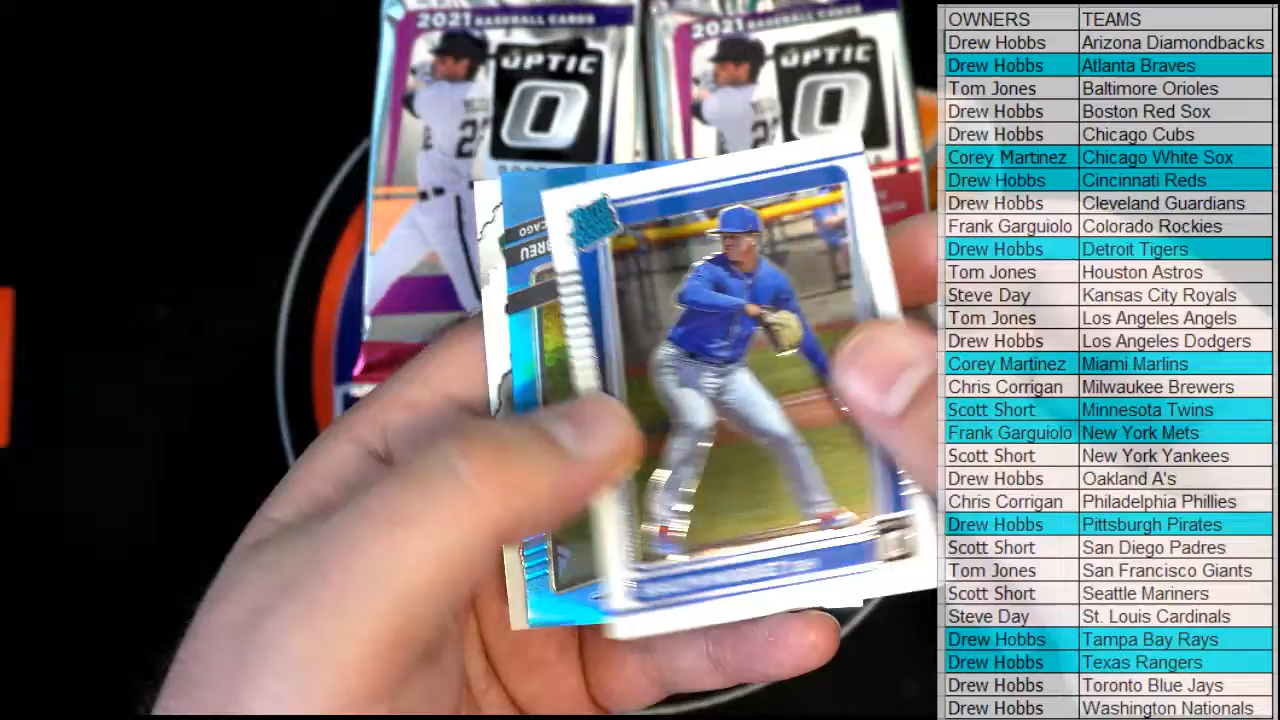 2021 BASEBALL CARDS
OPTIC
2021 BASEBALL CARDS
OPTIC
OWNERS TEAMS
Drew Hobbs Arizona Diamondbacks
Drew Hobbs Atlanta Braves
Tom Jones Baltimore Orioles
Drew Hobbs Boston Red Sox
Drew Hobbs Chicago Cubs
Corey Martinez Chicago White Sox
Drew Hobbs Cincinnati Reds
Drew Hobbs Cleveland Guardians
Frank Garguiolo Colorado Rockies
Drew Hobbs Detroit Tigers
Tom Jones Houston Astros
Steve Day Kansas City Royals
Tom Jones Los Angeles Angels
Drew Hobbs Los Angeles Dodgers
Corey Martinez Miami Marlins
Chris Corrigan Milwaukee Brewers
Scott Short Minnesota Twins
Frank Garguiolo New York Mets
Scott Short New York Yankees
Drew Hobbs Oakland A's
Chris Corrigan Philadelphia Phillies
Drew Hobbs Pittsburgh Pirates
Scott Short San Diego Padres
Tom Jones San Francisco Giants
Scott Short Seattle Mariners
Steve Day St. Louis Cardinals
Drew Hobbs Tampa Bay Rays
Drew Hobbs Texas Rangers
Drew Hobbs Toronto Blue Jays
Drew Hobbs Washington Nationals